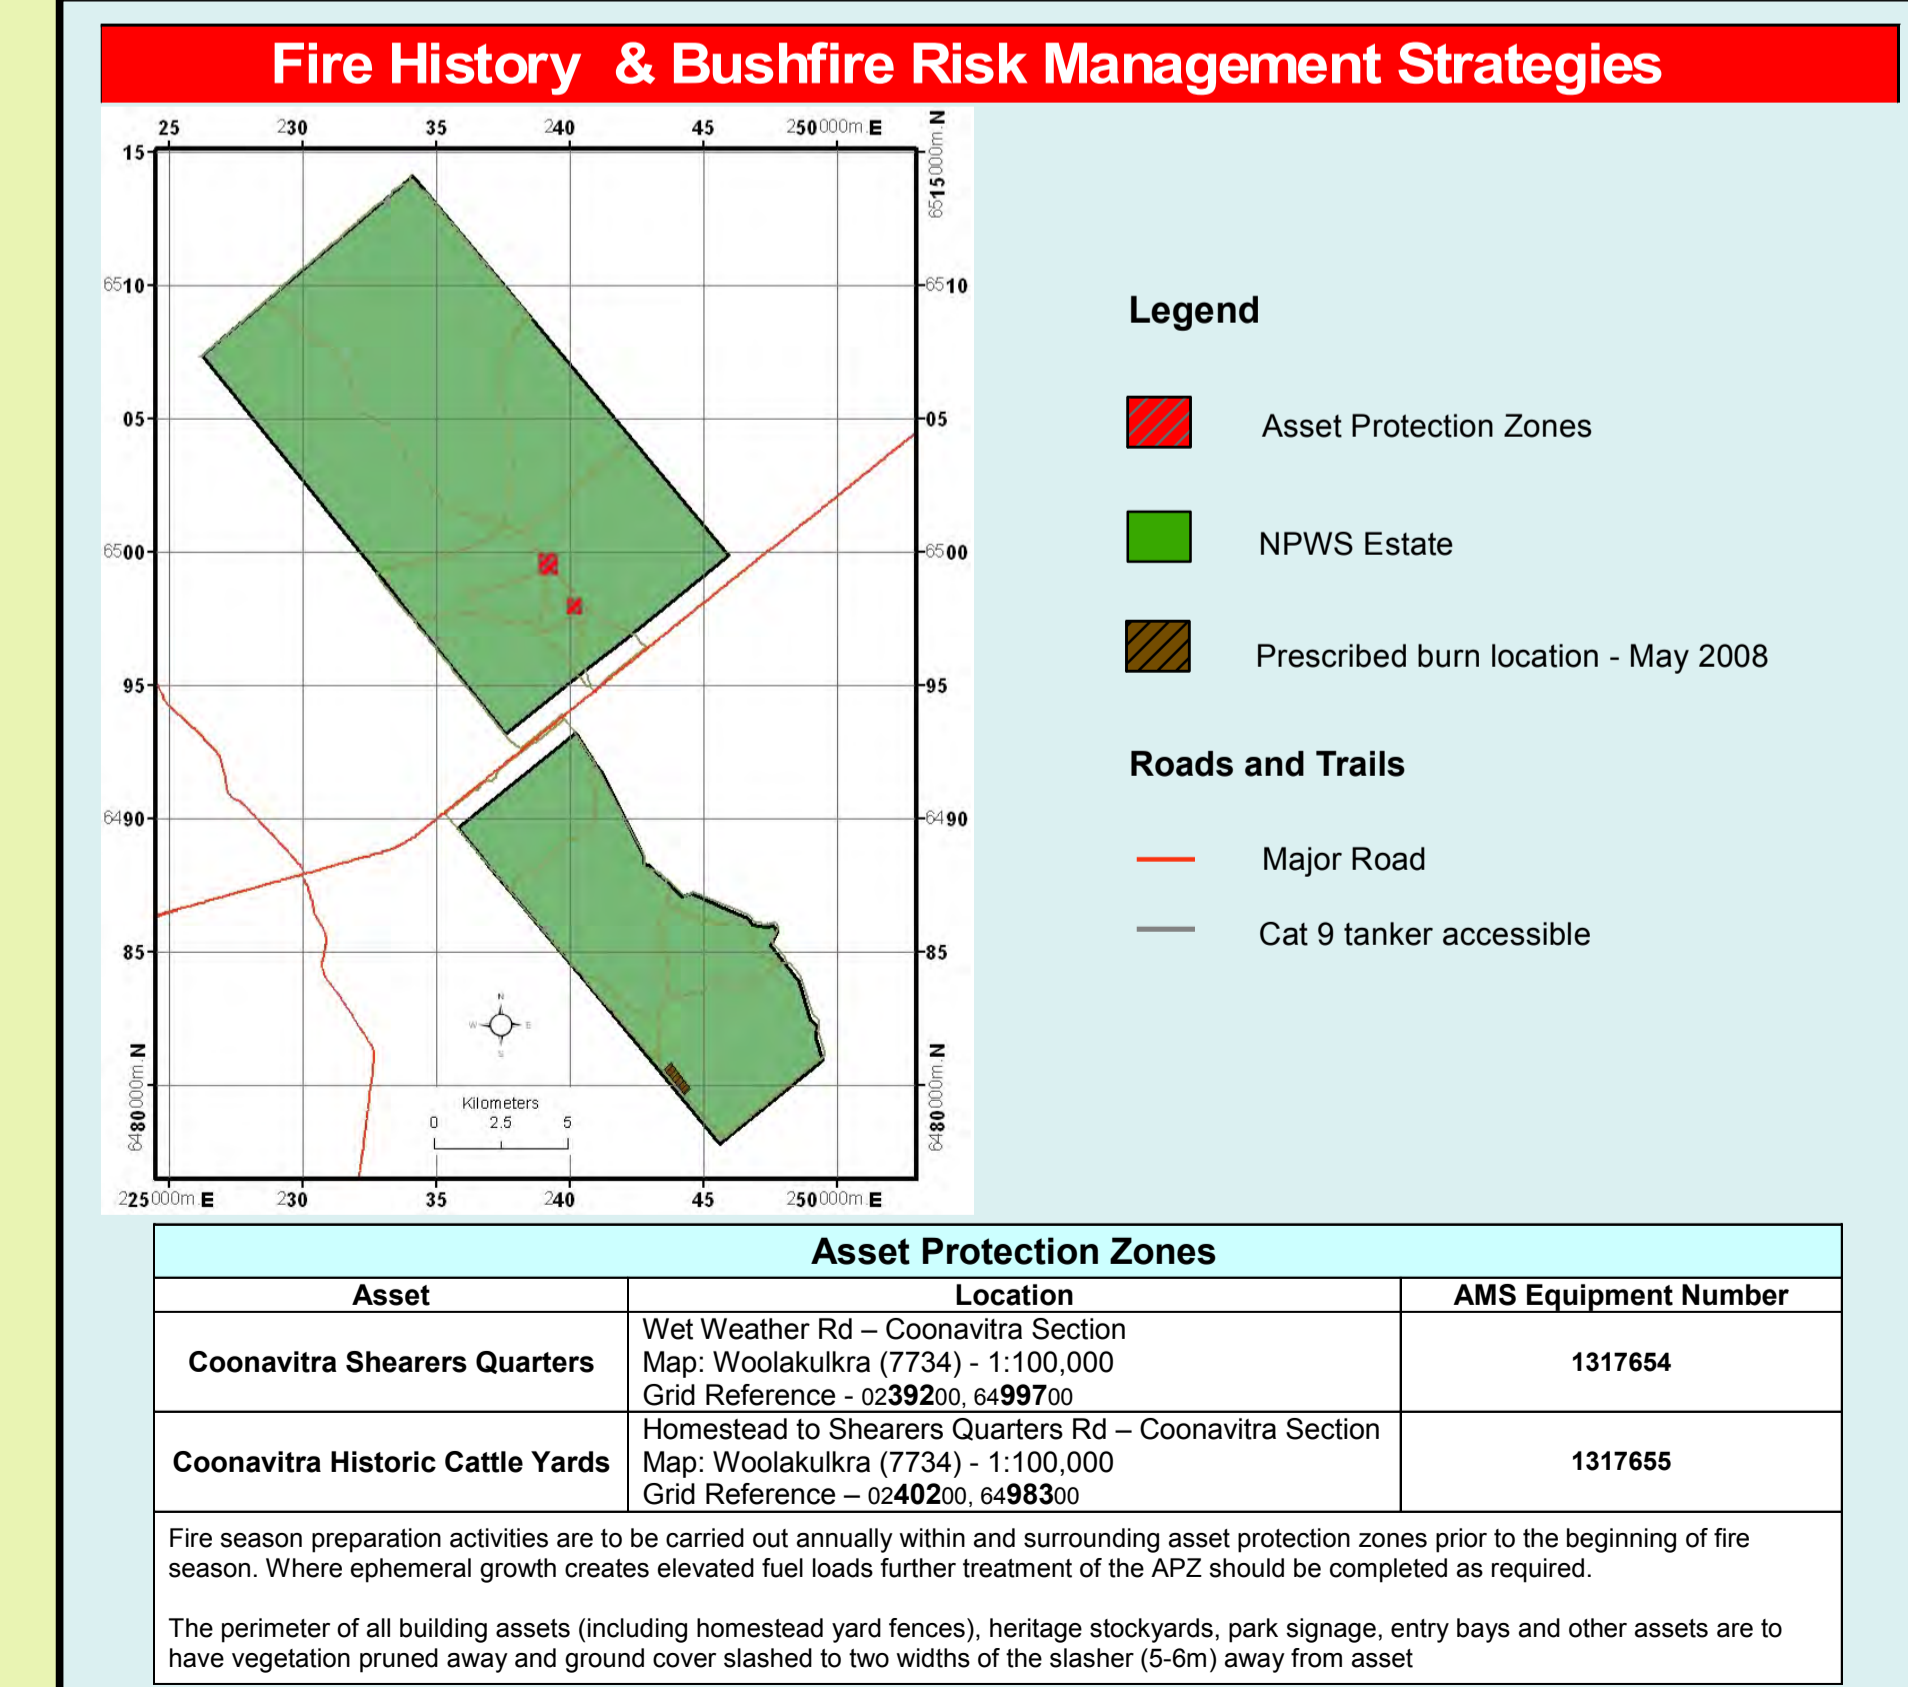 Fire History & Bushfire Risk Management Strategies
25 230 35 240 45 250000m.E
15
6515000m.N
6510
6510
05
05
6500
6500
95
95
6490
6490
85
85
N
W E
S
6480000m.N
6480000m.N
Kilometers
0 2.5 5
225000m.E 230 35 240 45 250000m.E
Legend
Asset Protection Zones
NPWS Estate
Prescribed burn location - May 2008
Roads and Trails
Major Road
Cat 9 tanker accessible
Asset Protection Zones
Asset Location AMS Equipment Number
Coonavitra Shearers Quarters
Wet Weather Rd – Coonavitra Section
Map: Woolakulkra (7734) - 1:100,000
Grid Reference - 0239200, 6499700
1317654
Coonavitra Historic Cattle Yards
Homestead to Shearers Quarters Rd – Coonavitra Section
Map: Woolakulkra (7734) - 1:100,000
Grid Reference – 0240200, 6498300
1317655
Fire season preparation activities are to be carried out annually within and surrounding asset protection zones prior to the beginning of fire
season. Where ephemeral growth creates elevated fuel loads further treatment of the APZ should be completed as required.
The perimeter of all building assets (including homestead yard fences), heritage stockyards, park signage, entry bays and other assets are to
have vegetation pruned away and ground cover slashed to two widths of the slasher (5-6m) away from asset